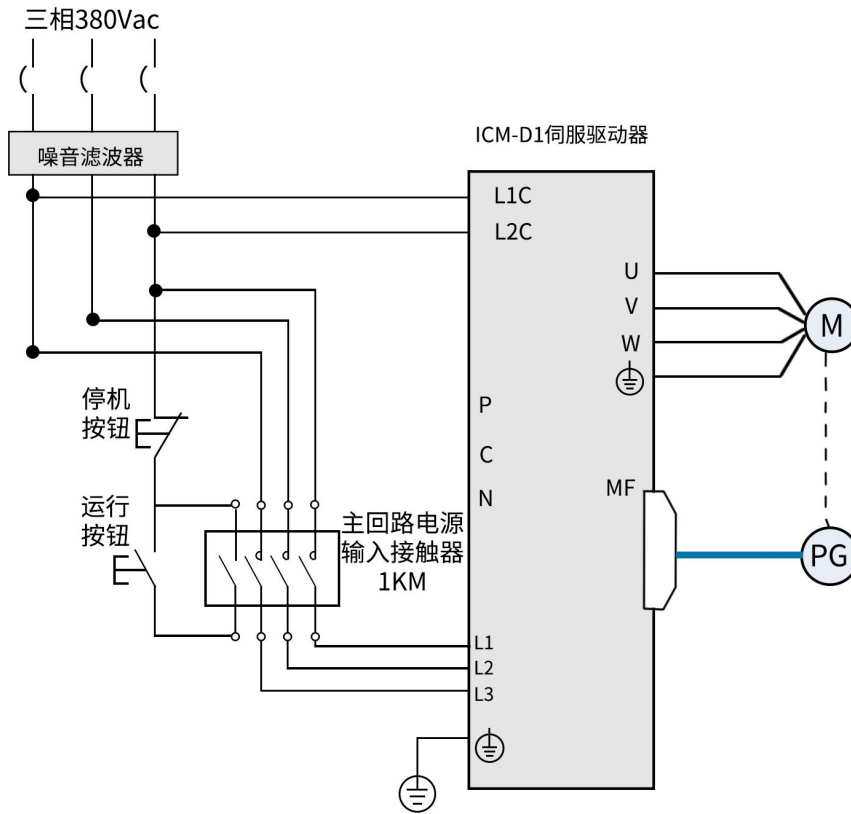 三相380Vac
噪音滤波器
ICM-D1伺服驱动器
L1C
L2C
U
V
W
M
P
C
N
MF
PG
停机
按钮
运行
按钮
主回路电源
输入接触器
1KM
L1
L2
L3